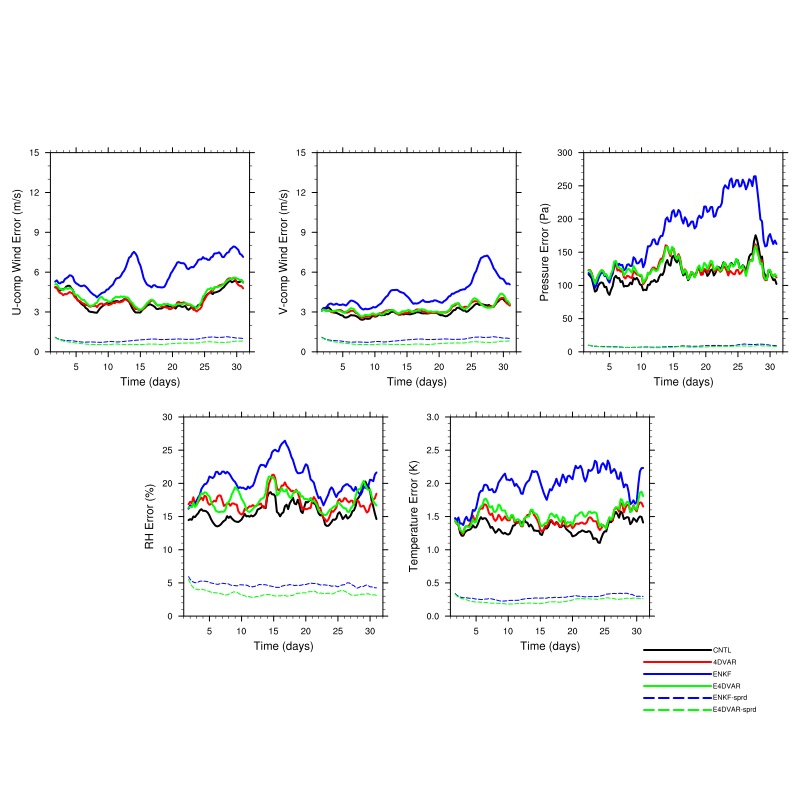 15
12
9
6
3
0
5 10 15 20 25 30
U-comp Wind Error (m/s)
Time (days)
15
12
9
6
3
0
5 10 15 20 25 30
V-comp Wind Error (m/s)
Time (days)
300
250
200
150
100
50
0
5 10 15 20 25 30
Pressure Error (Pa)
Time (days)
30
25
20
15
10
5
0
5 10 15 20 25 30
RH Error (%)
Time (days)
3.0
2.5
2.0
1.5
1.0
0.5
0.0
5 10 15 20 25 30
Temperature Error (K)
Time (days)
CNTL
4DVAR
ENKF
E4DVAR
ENKF-sprd
E4DVAR-sprd